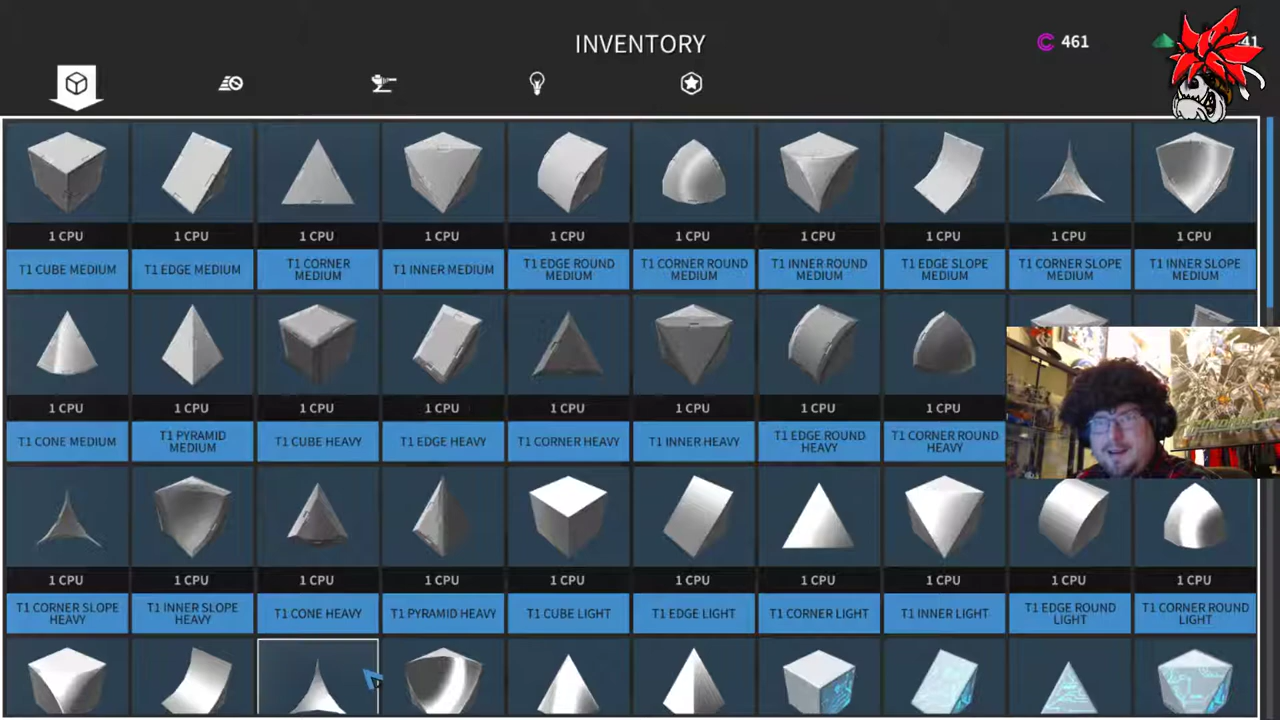 INVENTORY
461
41
1 CPU 1 CPU 1 CPU 1 CPU 1 CPU 1 CPU 1 CPU 1 CPU 1 CPU 1 CPU
T1 CUBE MEDIUM
T1 EDGE MEDIUM
T1 CORNER
MEDIUM
T1 INNER MEDIUM
T1 EDGE ROUND
MEDIUM
T1 CORNER ROUND
MEDIUM
T1 INNER ROUND
MEDIUM
T1 EDGE SLOPE
MEDIUM
T1 CORNER SLOPE
MEDIUM
T1 INNER SLOPE
MEDIUM
1 CPU 1 CPU 1 CPU 1 CPU 1 CPU 1 CPU 1 CPU 1 CPU
T1 CONE MEDIUM
T1 PYRAMID
MEDIUM
T1 CUBE HEAVY
T1 EDGE HEAVY
T1 CORNER HEAVY
T1 INNER HEAVY
T1 EDGE ROUND
HEAVY
T1 CORNER ROUND
HEAVY
1 CPU 1 CPU 1 CPU 1 CPU 1 CPU 1 CPU 1 CPU 1 CPU 1 CPU 1 CPU
T1 CORNER SLOPE
HEAVY
T1 INNER SLOPE
HEAVY
T1 CONE HEAVY
T1 PYRAMID HEAVY
T1 CUBE LIGHT
T1 EDGE LIGHT
T1 CORNER LIGHT
T1 INNER LIGHT
T1 EDGE ROUND
LIGHT
T1 CORNER ROUND
LIGHT